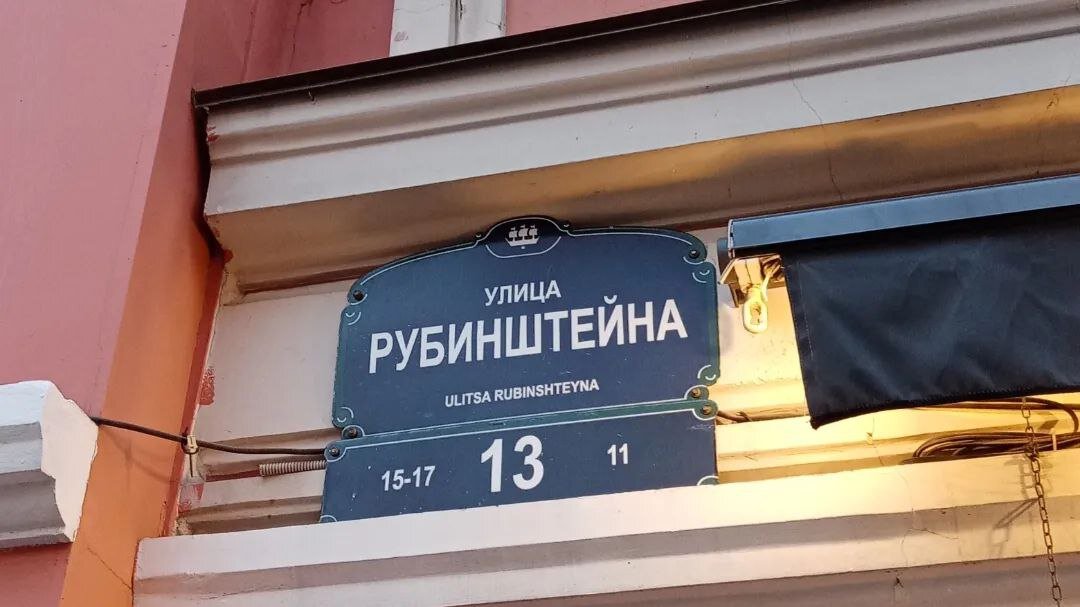 УЛИЦА
РУБИНШТЕЙНА
ULITSA RUBINSHTEYNA
15-17 13 11